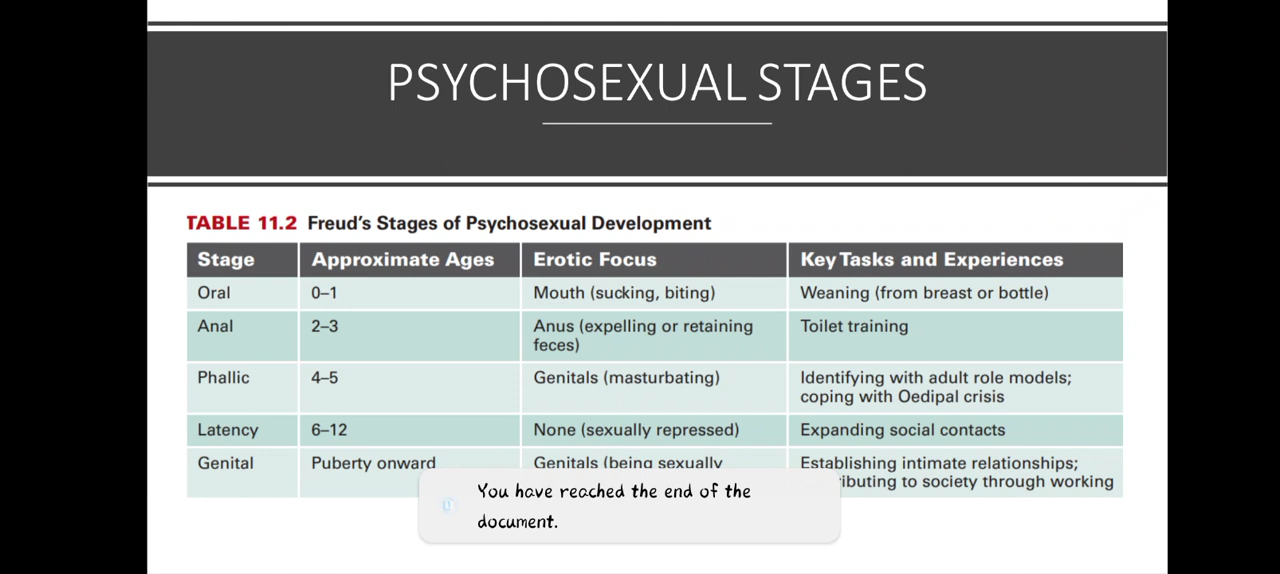 PSYCHOSEXUAL STAGES
TABLE 11.2 Freud's Stages of Psychosexual Development
Stage Approximate Ages Erotic Focus Key Tasks and Experiences
Oral 0–1 Mouth (sucking, biting) Weaning (from breast or bottle)
Anal 2–3 Anus (expelling or retaining Toilet training
feces)
Phallic 4–5 Genitals (masturbating) Identifying with adult role models;
coping with Oedipal crisis
Latency 6–12 None (sexually repressed) Expanding social contacts
Genital Puberty onward Genitals (being sexually Establishing intimate relationships;
to society through working
You have reached the end of the
document.